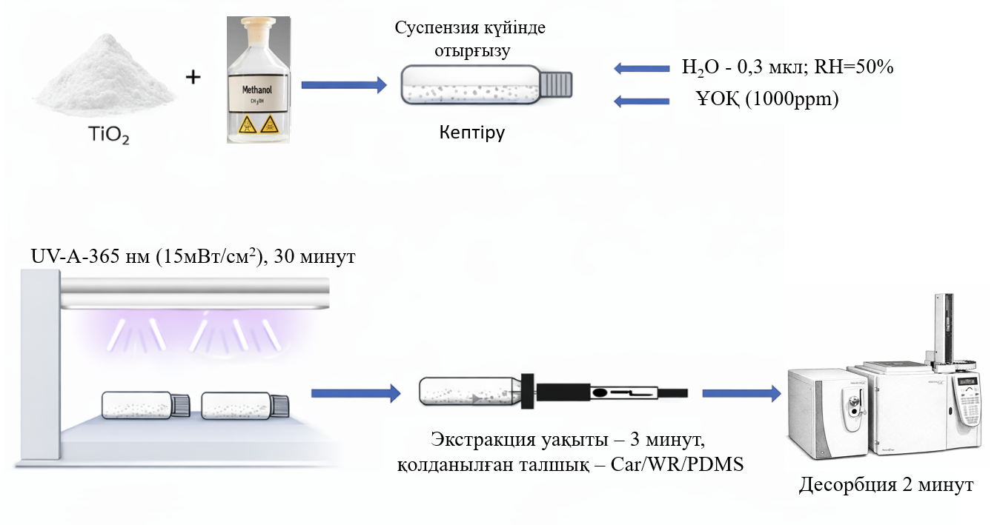 Суспензия күйінде
отырғызу
+
Methanol
CH₃OH
TiO₂
Кептіру
H₂O - 0,3 мкл; RH=50%
ҰОҚ (1000ppm)
UV-A-365 нм (15мВт/см²), 30 минут
Экстракция уақыты – 3 минут,
қолданылған талшық – Car/WR/PDMS
Десорбция 2 минут